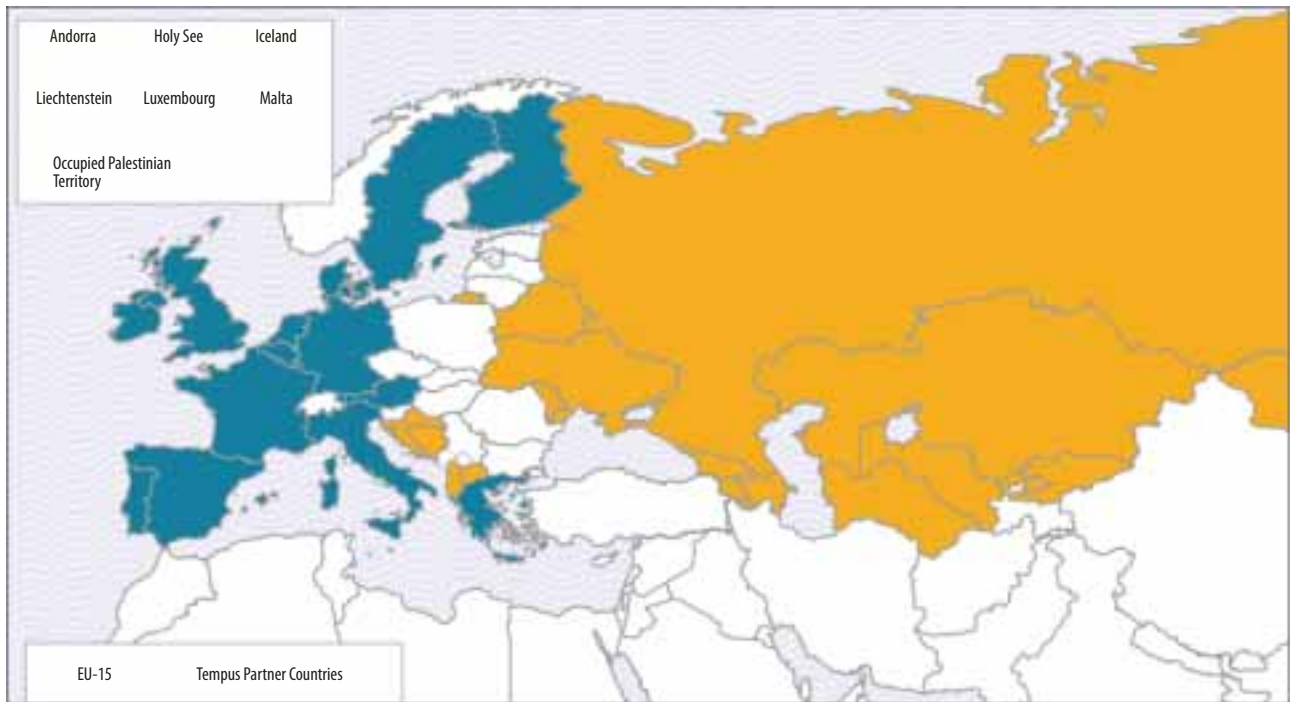 Andorra Holy See Iceland
Liechtenstein Luxembourg Malta
Occupied Palestinian
Territory
EU-15 Tempus Partner Countries